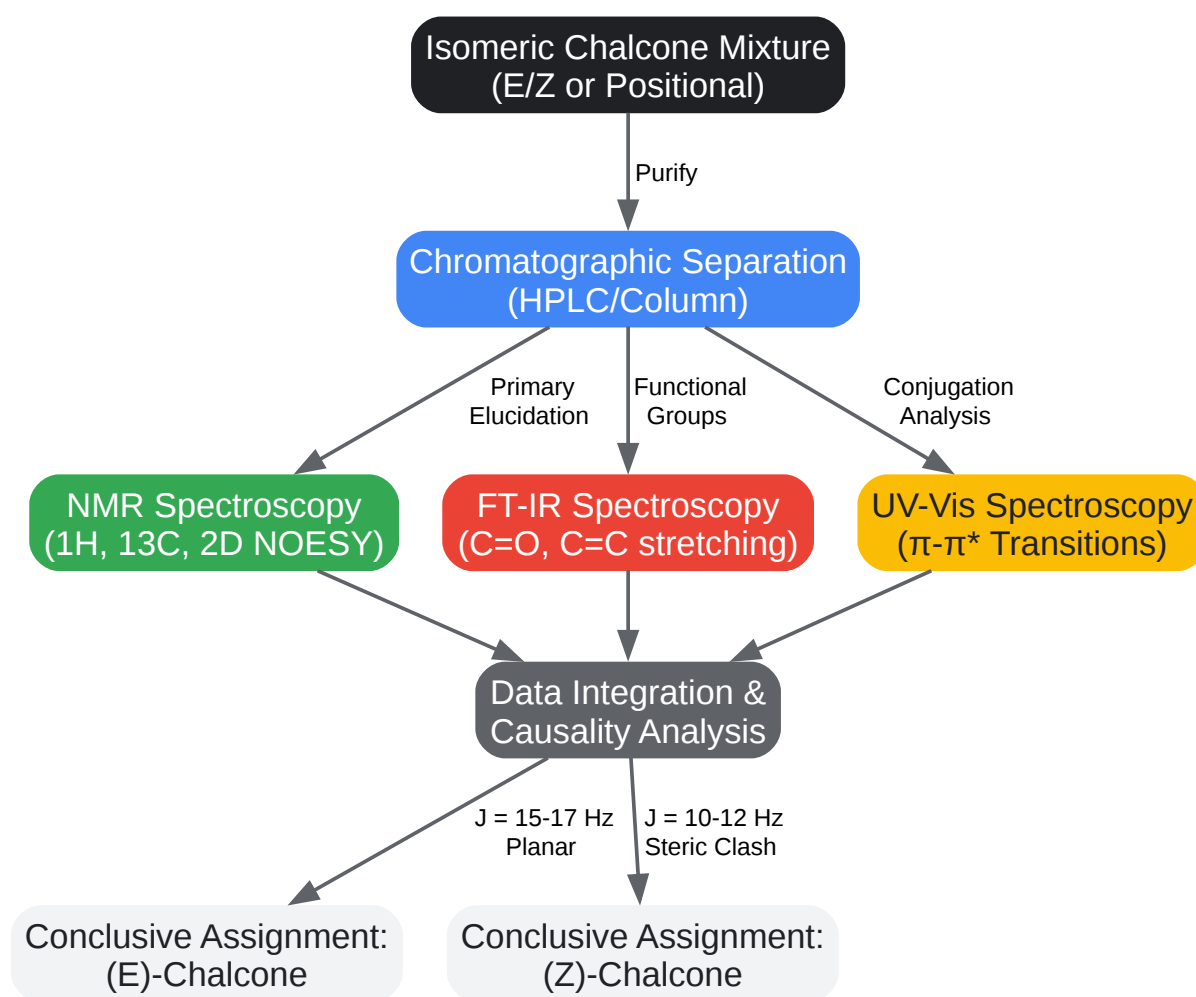 Isomeric Chalcone Mixture
(E/Z or Positional)
Purify
Chromatographic Separation
(HPLC/Column)
Primary
Elucidation
Functional
Groups
Conjugation
Analysis
NMR Spectroscopy
(1H, 13C, 2D NOESY)
FT-IR Spectroscopy
(C=O, C=C stretching)
UV-Vis Spectroscopy
(π-π* Transitions)
Data Integration &
Causality Analysis
J = 15-17 Hz
Planar
J = 10-12 Hz
Steric Clash
Conclusive Assignment:
(E)-Chalcone
Conclusive Assignment:
(Z)-Chalcone